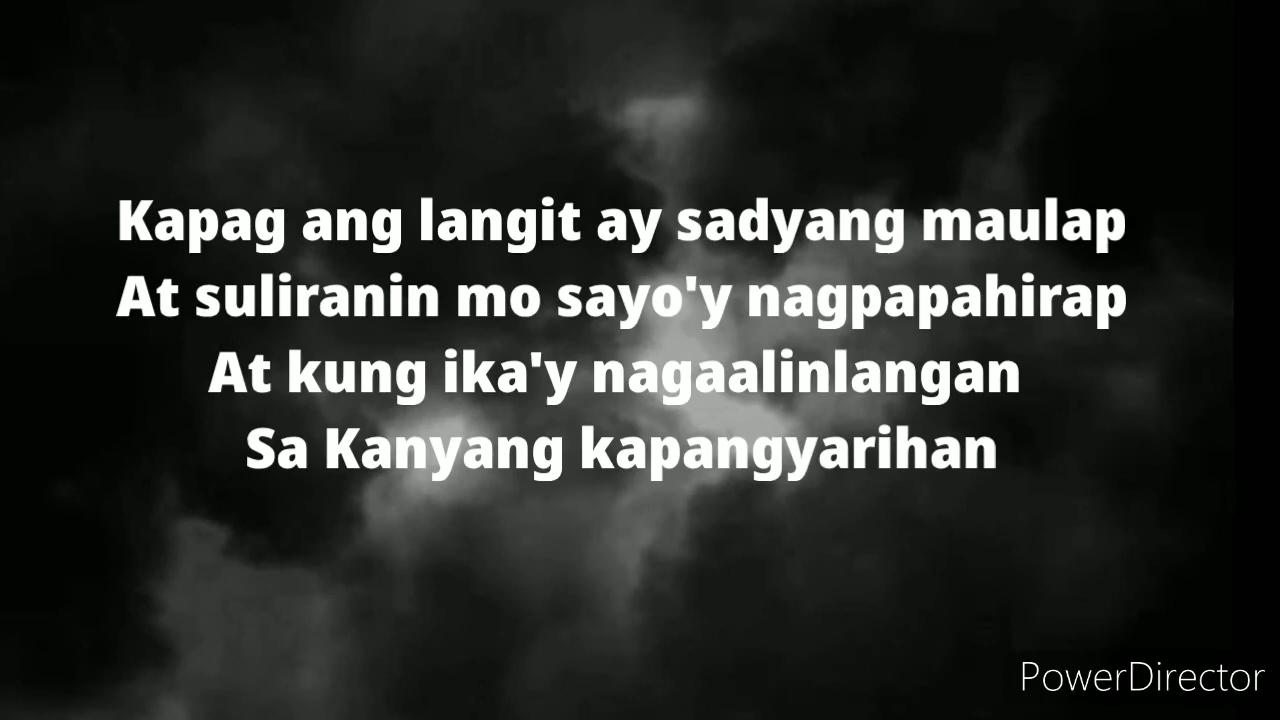 Kapag ang langit ay sadyang maulap
At suliranin mo sayo'y nagpapahirap
At kung ika'y nagaalinlangan
Sa Kanyang kapangyarihan
PowerDirector